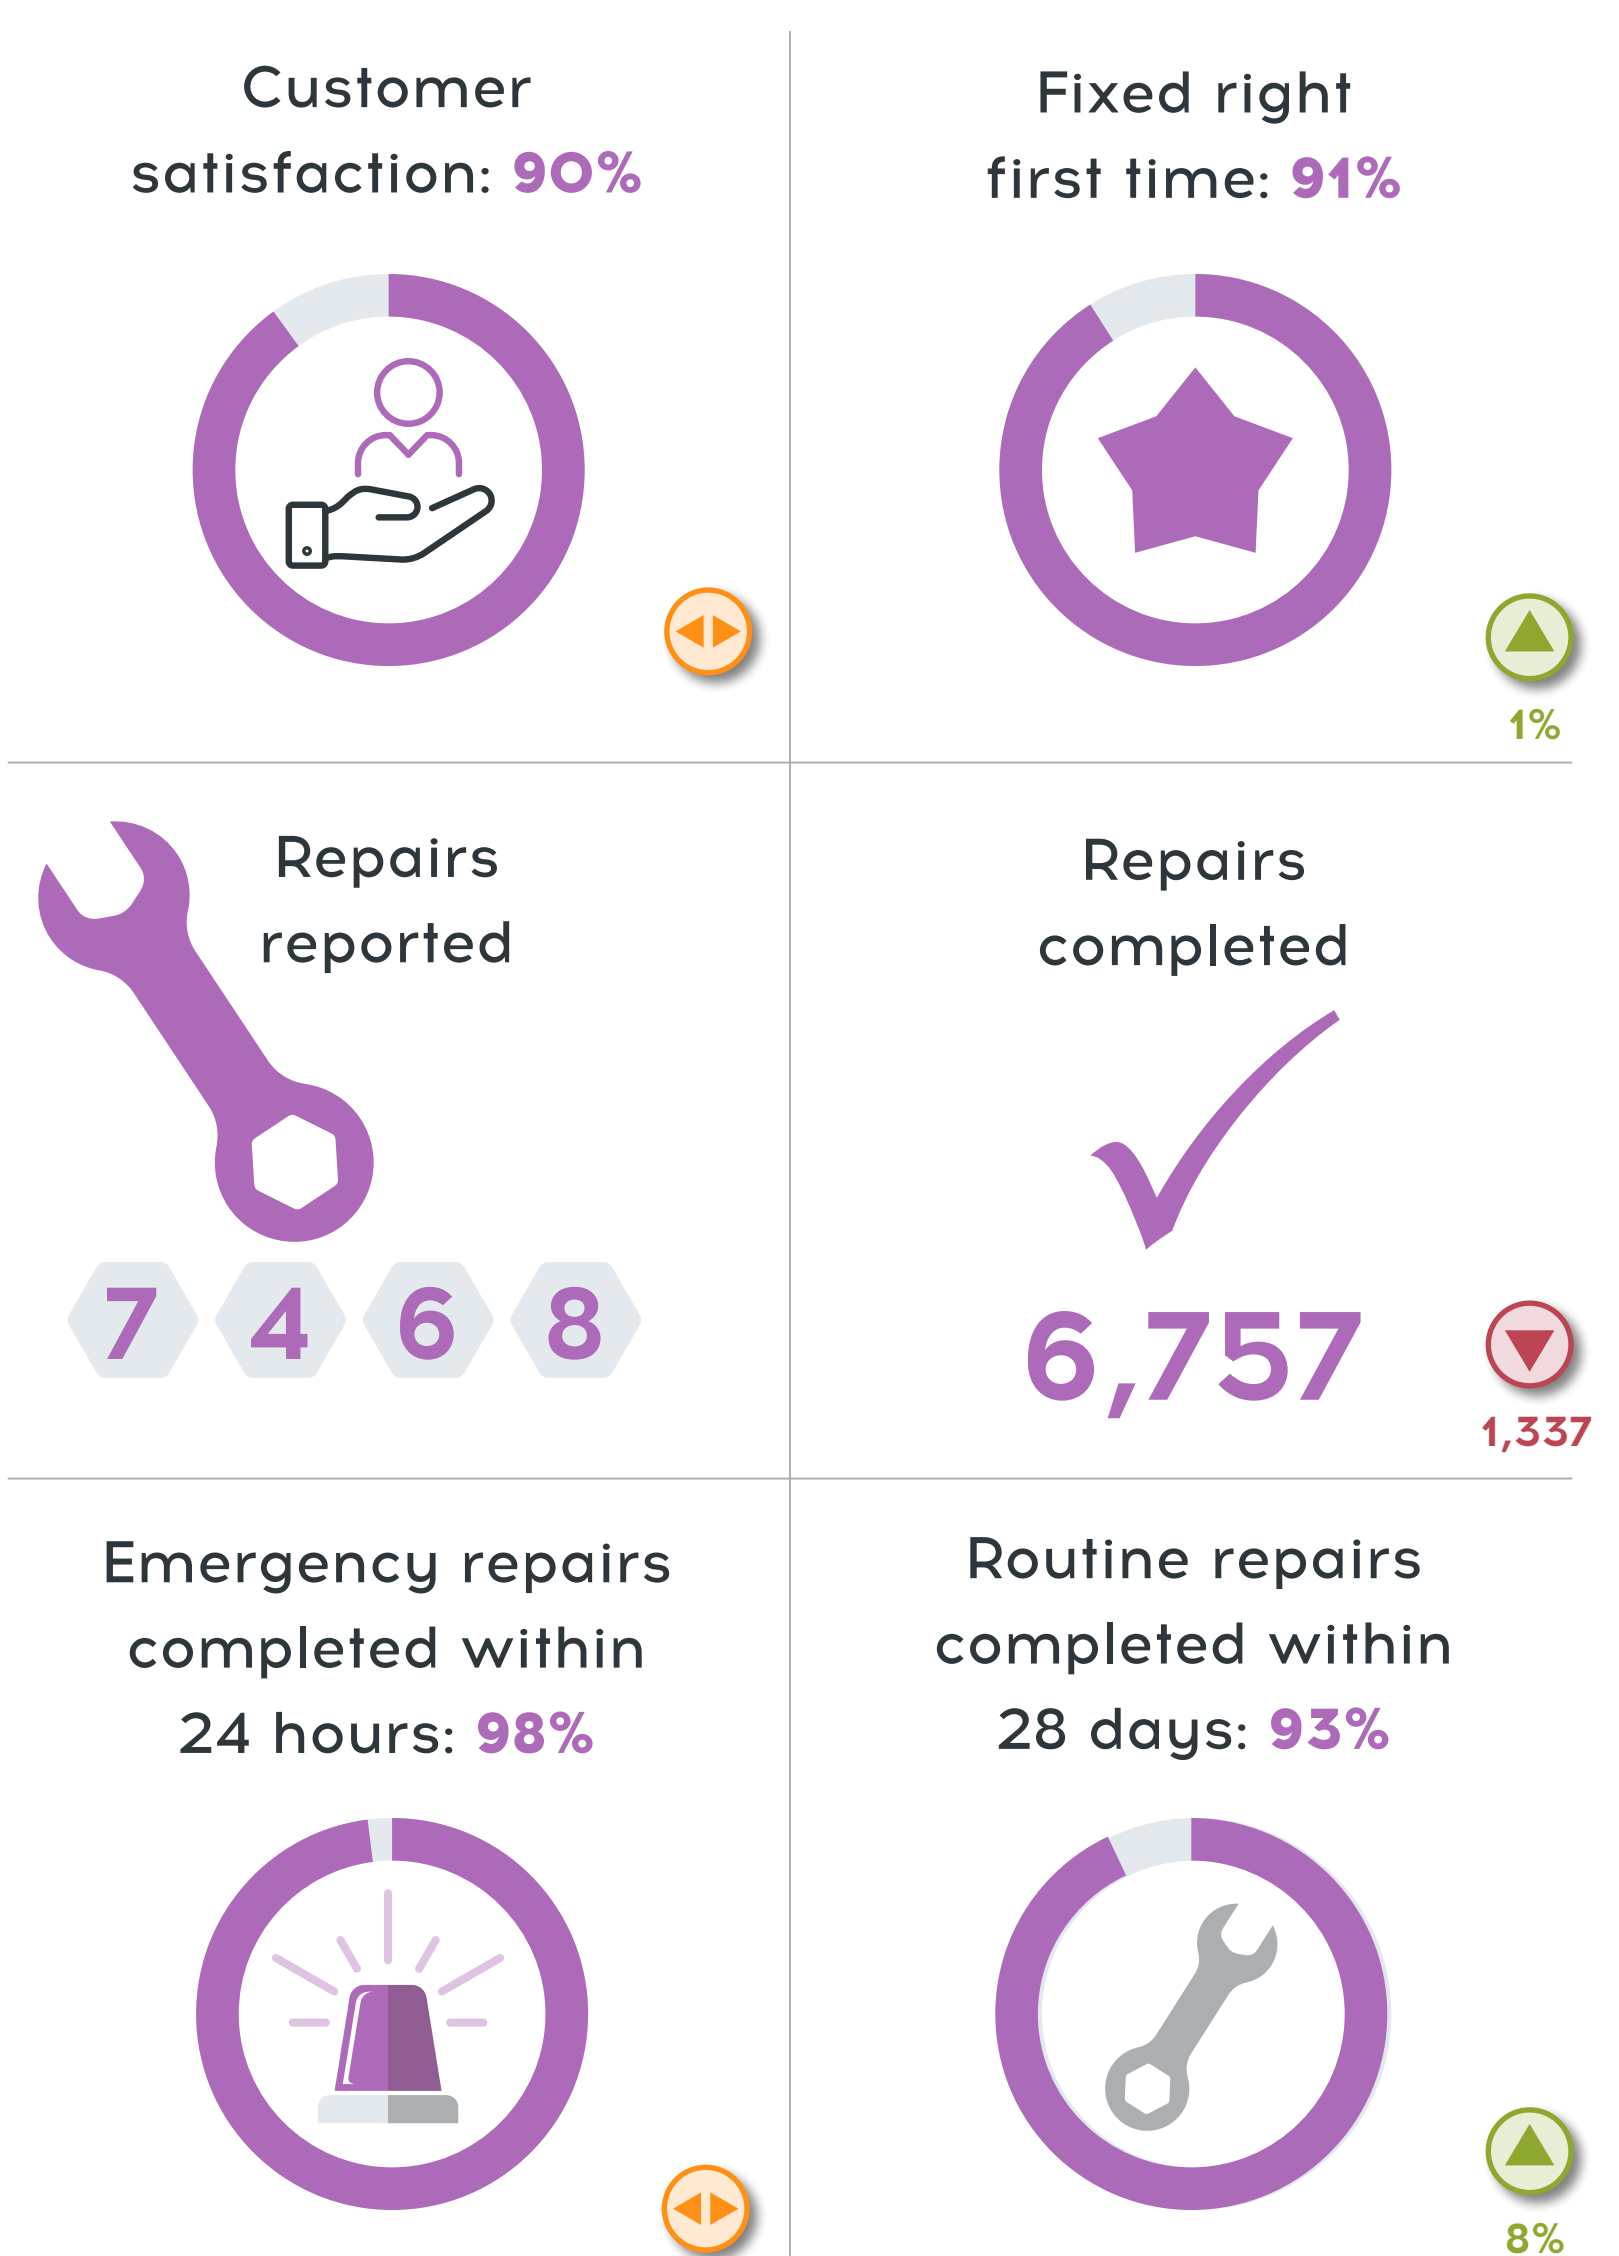 Customer
satisfaction: 90%
Fixed right
first time: 91%
1%
Repairs
reported
7 4 6 8
Repairs
completed
6,757
1,337
Emergency repairs
completed within
24 hours: 98%
Routine repairs
completed within
28 days: 93%
8%